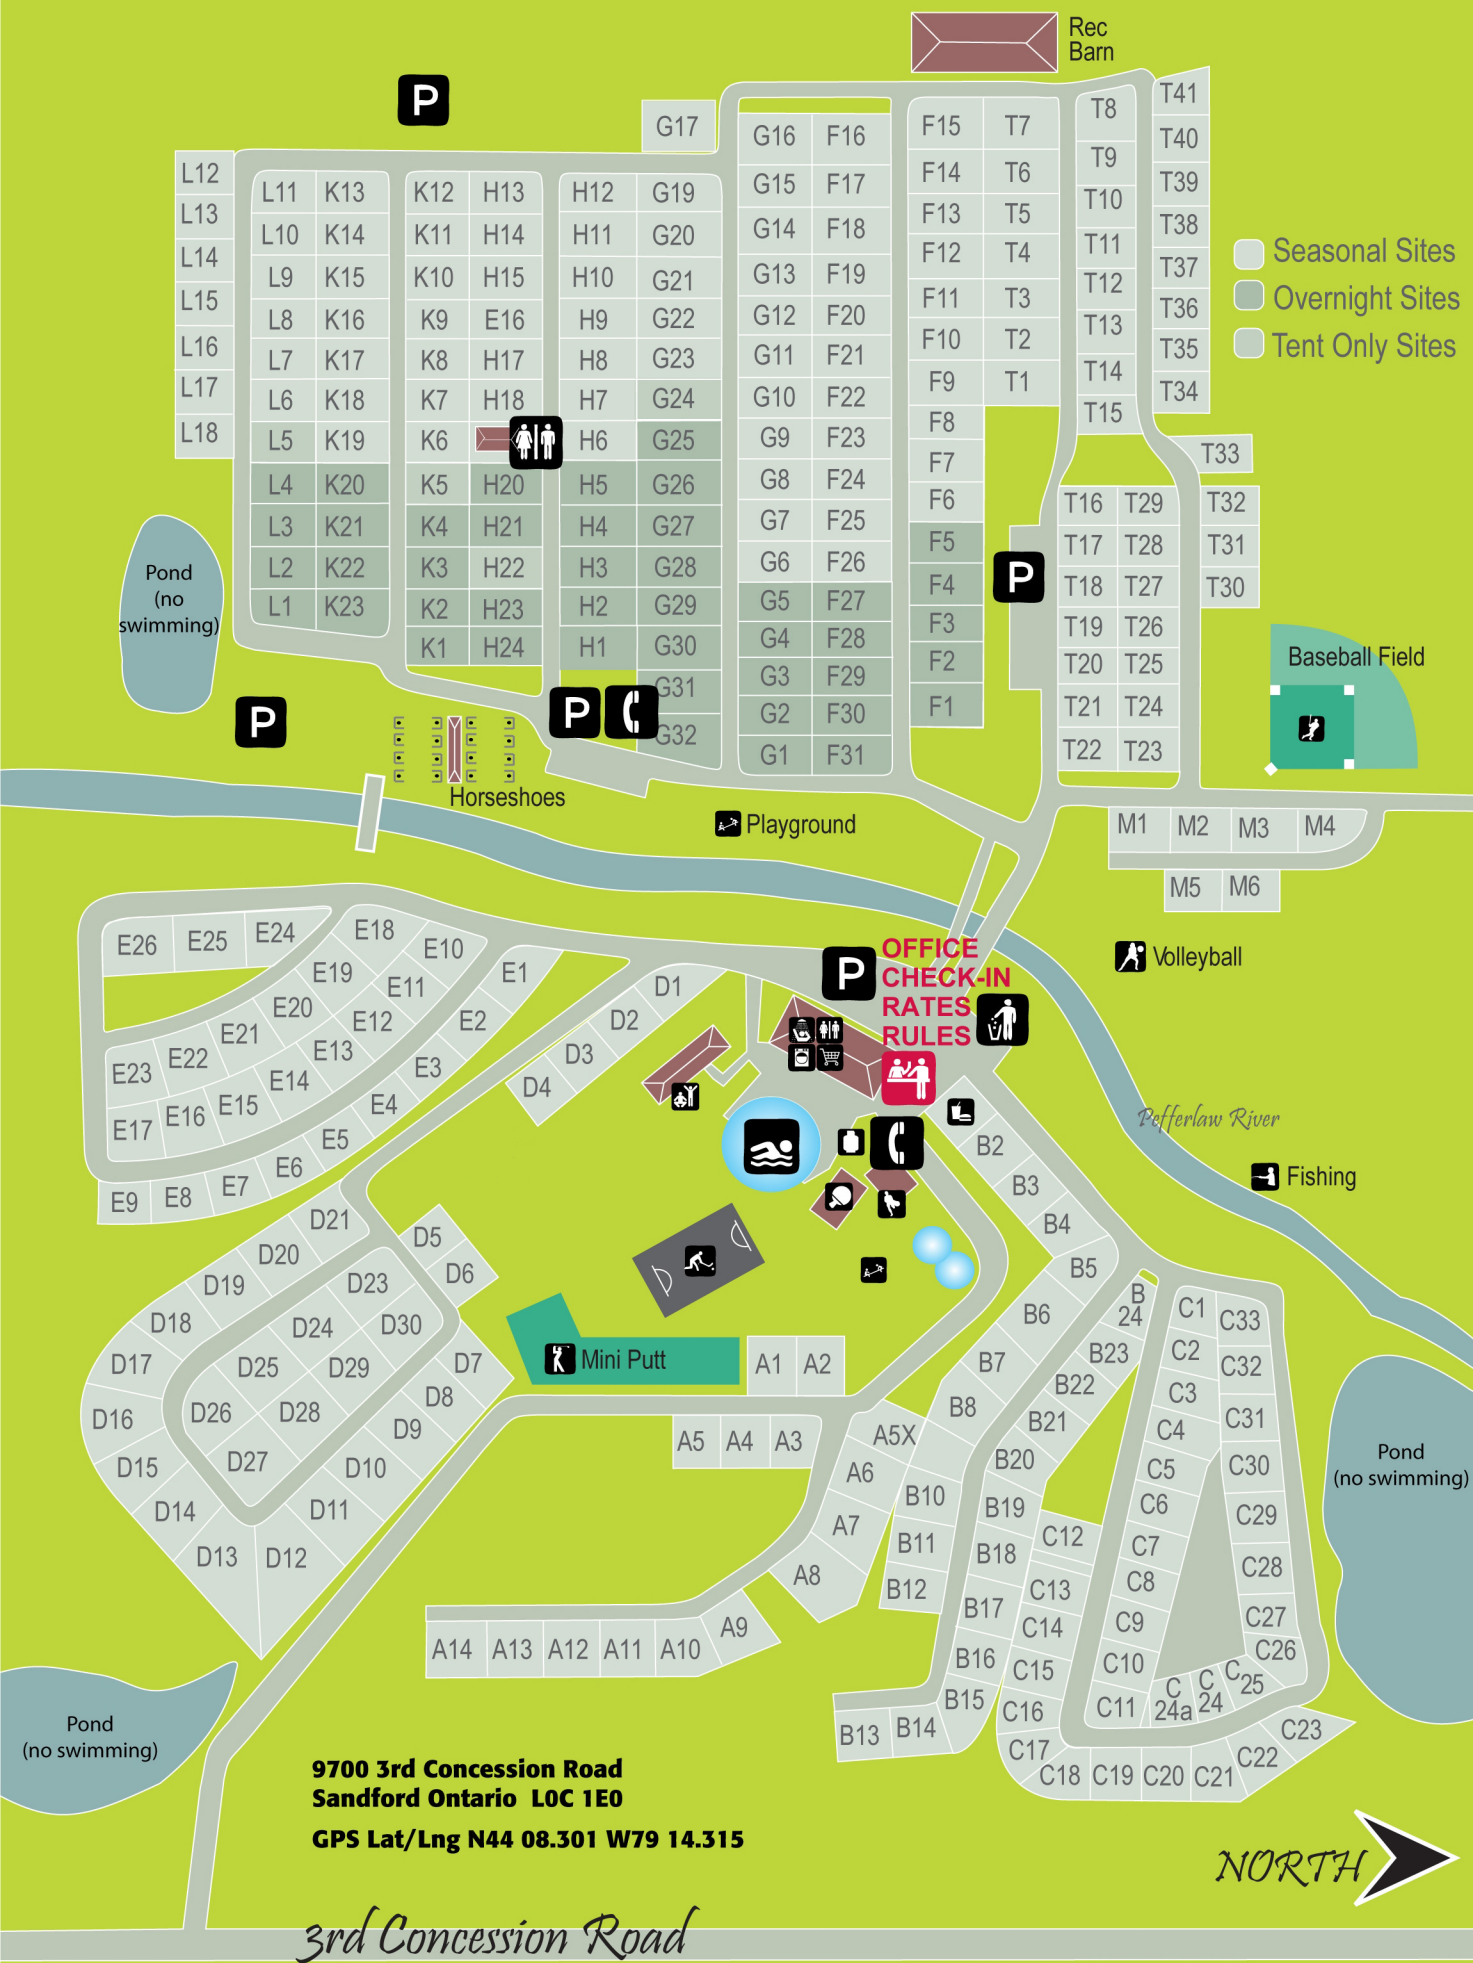 Rec
Barn
P
G17
T8
T41
G16 F16
F15 T7
T40
T9
L12
F14 T6
T39
L11 K13
K12 H13
H12 G19
G15 F17
T10
L13
F13 T5
T38
L10 K14
K11 H14
H11 G20
G14 F18
T11
L14
F12 T4
T37
Seasonal Sites
L9 K15
K10 H15
H10 G21
G13 F19
T12
L15
F11 T3
T36
Overnight Sites
L8 K16
K9 E16
H9 G22
G12 F20
T13
L16
F10 T2
T35
Tent Only Sites
L7 K17
K8 H17
H8 G23
G11 F21
T14
L17
F9 T1
T34
L6 K18
K7 H18
H7 G24
G10 F22
T15
L18
F8
L5 K19
K6
H6 G25
G9 F23
F7
T33
L4 K20
K5 H20
H5 G26
G8 F24
F6
T16 T29
T32
L3 K21
K4 H21
H4 G27
G7 F25
F5
T17 T28
T31
L2 K22
K3 H22
H3 G28
G6 F26
F4
P
T18 T27
T30
L1 K23
K2 H23
H2 G29
G5 F27
F3
T19 T26
K1 H24
H1 G30
G4 F28
F2
T20 T25
G31
G3 F29
F1
T21 T24
G32
G2 F30
T22 T23
G1 F31
Pond
(no
swimming)
Baseball Field
P
P
Horseshoes
Playground
M1 M2 M3 M4
M5 M6
Volleyball
E26 E25 E24
E18
E10
E19
E11
E1
E20
E12
E2
E21
E13
E3
E22
E14
E4
E23
E15
E5
E16
E6
E17
E7
E8
E9
D1
D2
D3
D4
P
OFFICE
CHECK-IN
RATES
RULES
Pefferlaw River
Fishing
B2
B3
B4
B5
D21
D5
D20
D6
D19
D23
D18
D24
D30
D17
D25
D29
D7
D16
D26
D28
D8
D15
D27
D9
D14
D10
D13
D11
D12
Mini Putt
A1 A2
A5 A4 A3
A5X
A6
A7
A8
A9
A14 A13 A12 A11 A10
B6
B7
B8
B10
B11
B12
B
24
B23
B22
B21
B20
B19
B18
B17
B16
B15
B14
B13
C1
C33
C2
C32
C3
C31
C4
C30
C5
C29
C6
C28
C7
C27
C8
C26
C9
C
25
C10
C
24
C11
C
24a
C12
C13
C14
C15
C16
C17
C18 C19 C20 C21
C22
C23
Pond
(no swimming)
Pond
(no swimming)
9700 3rd Concession Road
Sandford Ontario L0C 1E0
GPS Lat/Lng N44 08.301 W79 14.315
NORTH
3rd Concession Road